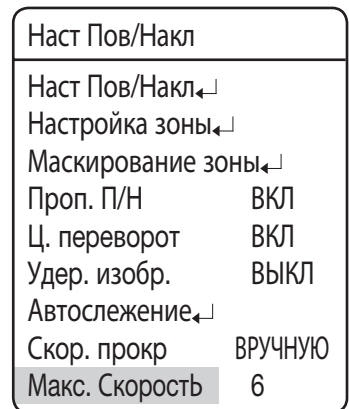 Наст Пов/Накл
Наст Пов/Накл↵
Настройка зоны↵
Маскирование зоны↵
Проп. П/Н ВКЛ
Ц. переворот ВКЛ
Удер. изобр. ВЫКЛ
Автослежение↵
Скор. прокр ВРУЧНУЮ
Макс. СкоростЬ 6